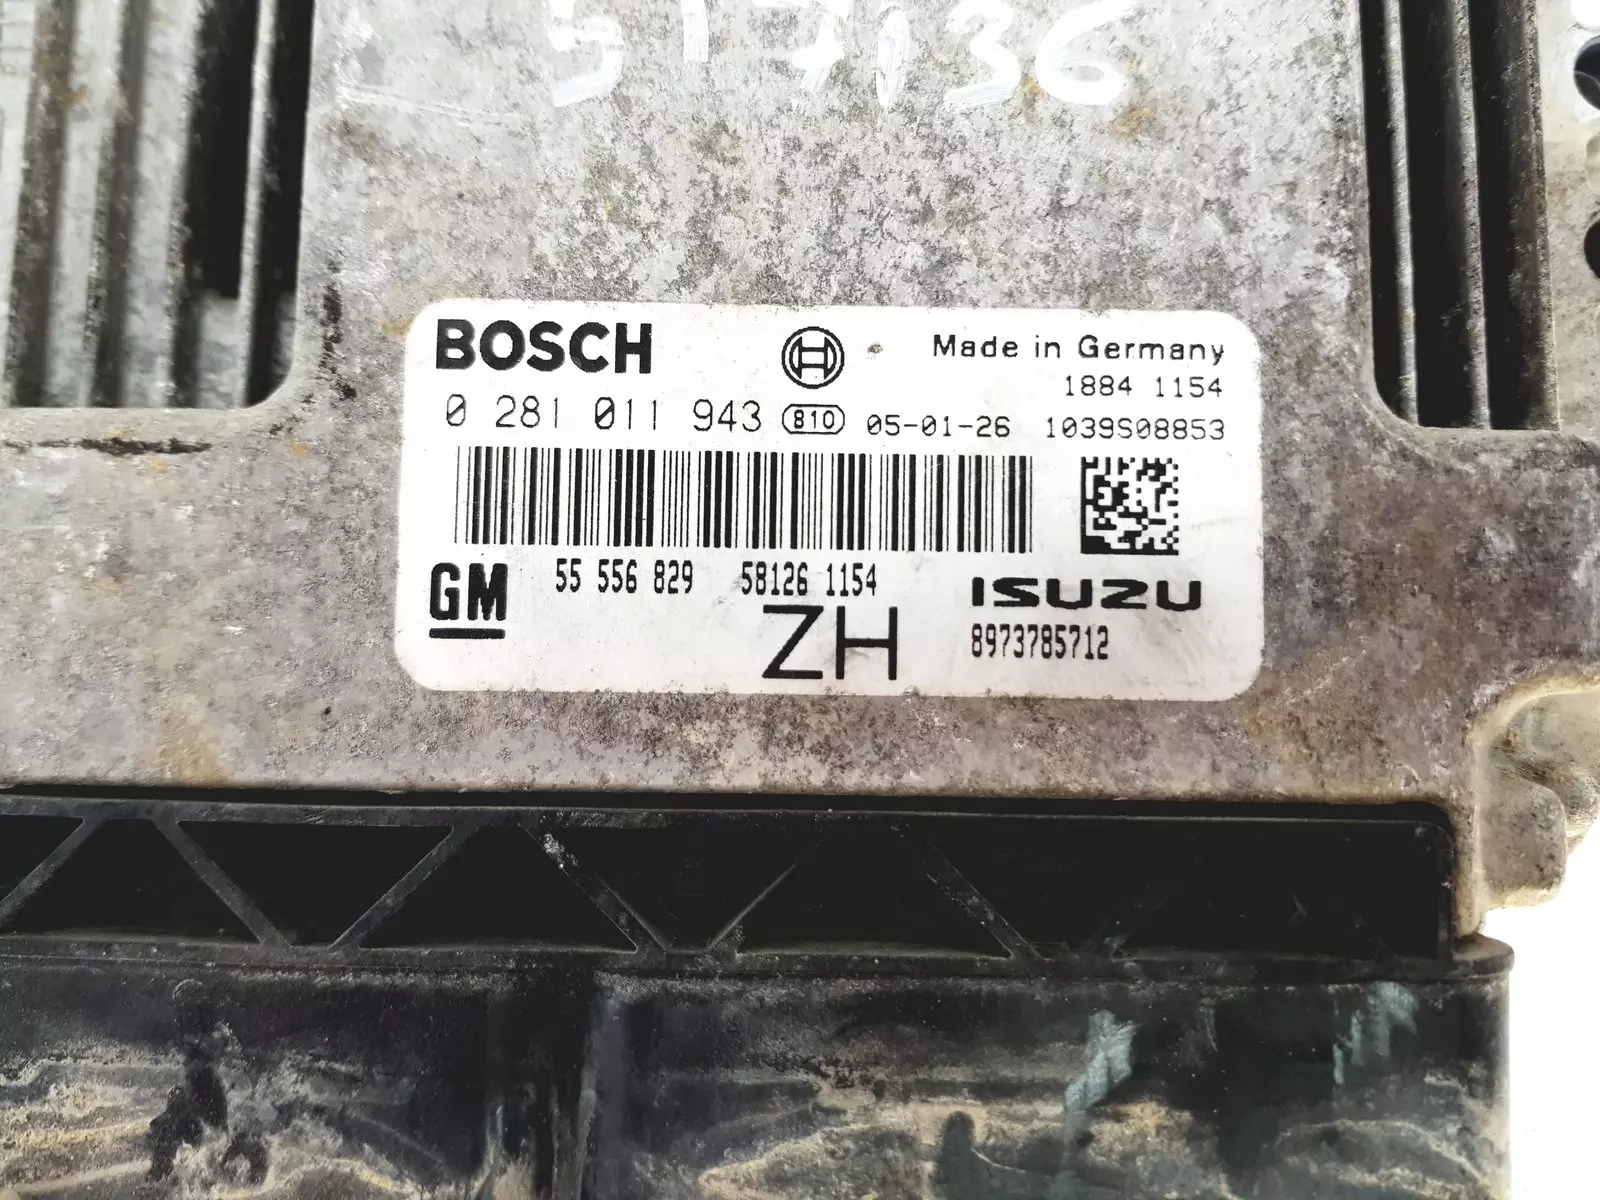 517136
BOSCH Made in Germany
1884 1154
0 281 011 943 810 05-01-26 1039S08853
GM 55 556 829 58126 1154 ISUZU
ZH 8973785712